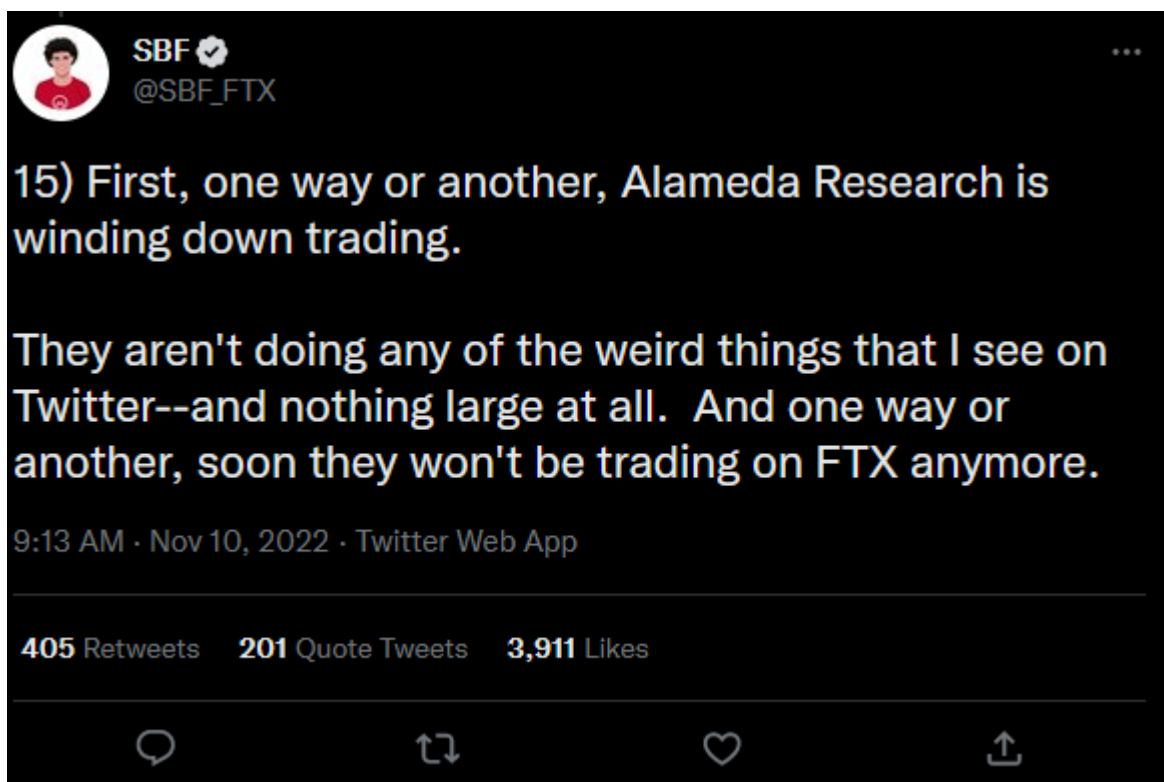 SBF
@SBF_FTX
15) First, one way or another, Alameda Research is
winding down trading.
They aren't doing any of the weird things that I see on
Twitter--and nothing large at all.  And one way or
another, soon they won't be trading on FTX anymore.
9:13 AM · Nov 10, 2022 · Twitter Web App
405 Retweets 201 Quote Tweets 3,911 Likes